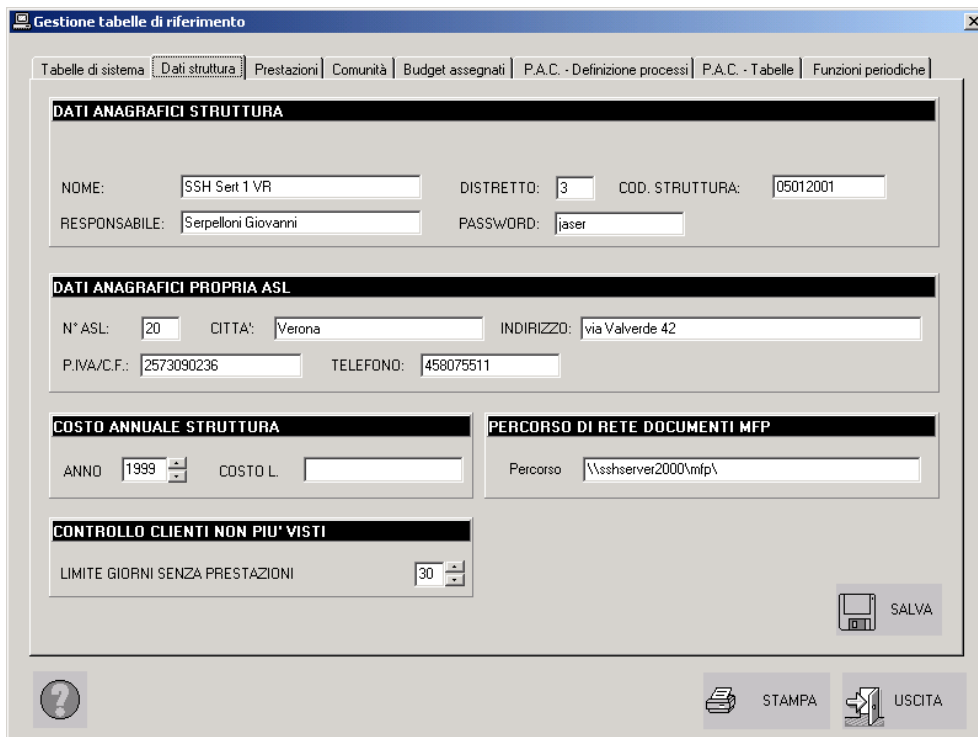 Gestione tabelle di riferimento
Tabelle di sistema Dati struttura Prestazioni Comunità Budget assegnati P.A.C. - Definizione processi P.A.C. - Tabelle Funzioni periodiche
DATI ANAGRAFICI STRUTTURA
NOME: SSH Sert 1 VR DISTRETTO: 3 COD. STRUTTURA: 05012001
RESPONSABILE: Serpelloni Giovanni PASSWORD: jaser
DATI ANAGRAFICI PROPRIA ASL
N° ASL: 20 CITTA': Verona INDIRIZZO: via Valverde 42
P.IVA/C.F.: 2573090236 TELEFONO: 458075511
COSTO ANNUALE STRUTTURA PERCORSO DI RETE DOCUMENTI MFP
ANNO 1999 COSTO L. Percorso \\sshserver2000\mfp\
CONTROLLO CLIENTI NON PIU' VISTI
LIMITE GIORNI SENZA PRESTAZIONI 30
SALVA
? STAMPA USCITA